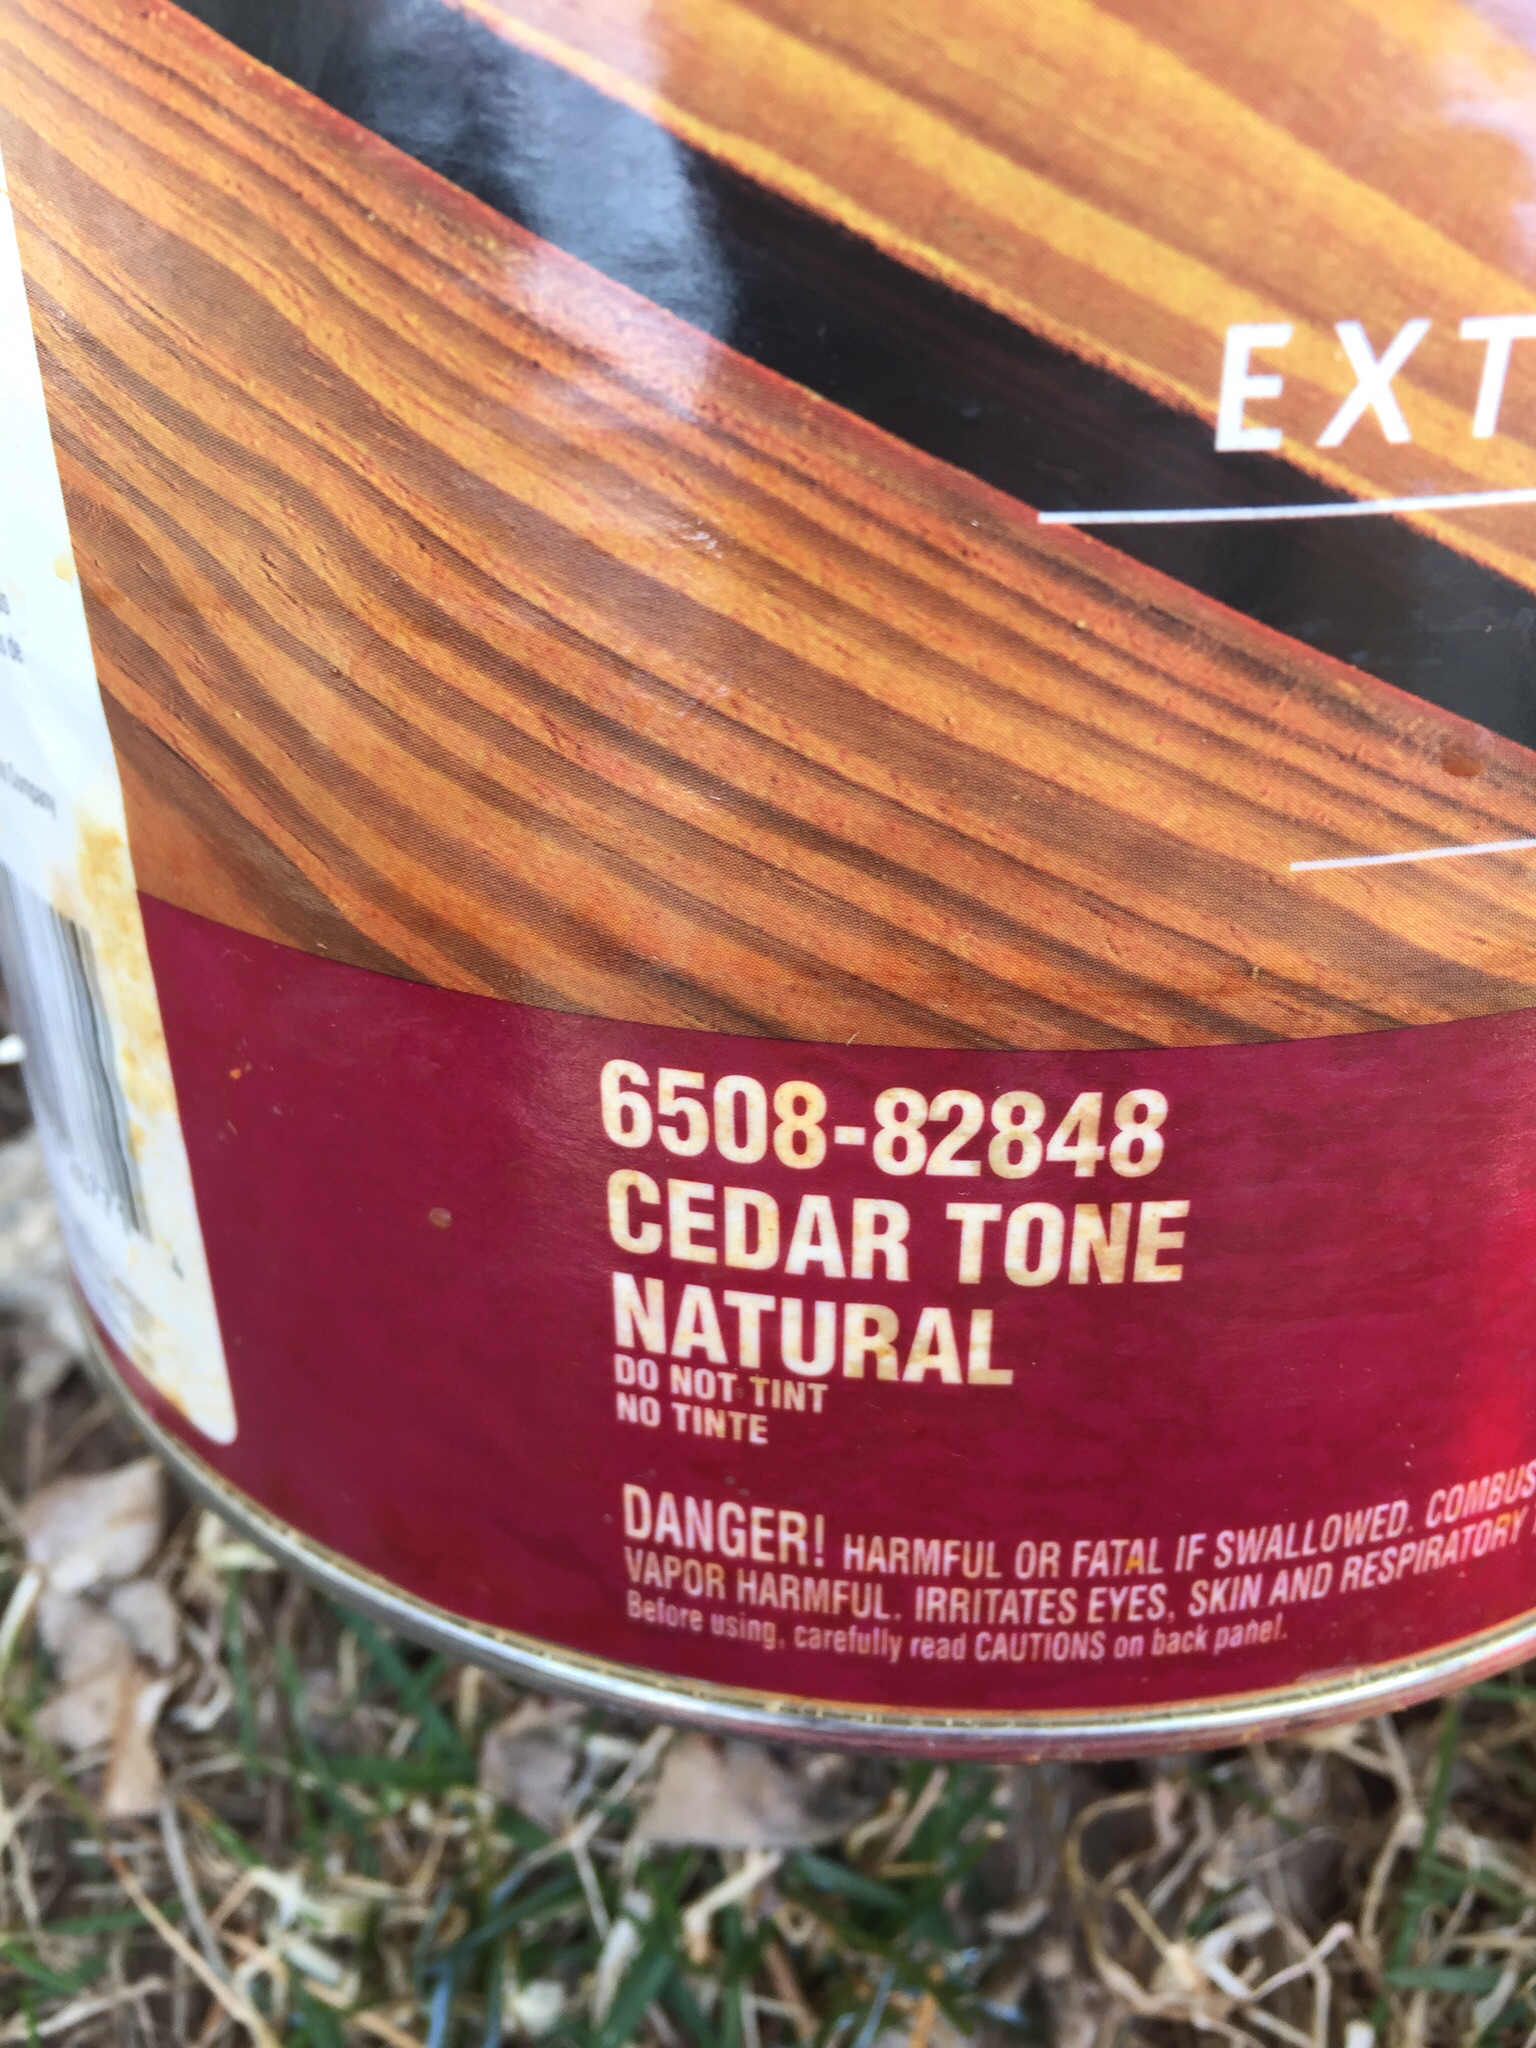 EXT
6508-82848
CEDAR TONE
NATURAL
DO NOT TINT
NO TINTE
DANGER! HARMFUL OR FATAL IF SWALLOWED. COMBUS
VAPOR HARMFUL. IRRITATES EYES, SKIN AND RESPIRATORY
Before using, carefully read CAUTIONS on back panel.